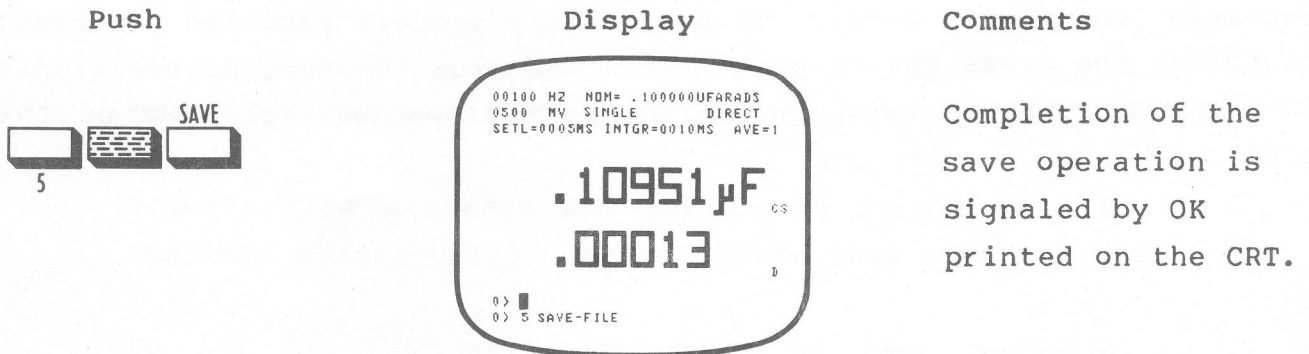 Push
Display
Comments
SAVE
5
00100 HZ NOM= .100000UFARADS
0500 MV SINGLE DIRECT
SETL=0005MS INTGR=0010MS AVE=1
.10951µF CS
.00013 D
0>
0> 5 SAVE-FILE
Completion of the
save operation is
signaled by OK
printed on the CRT.